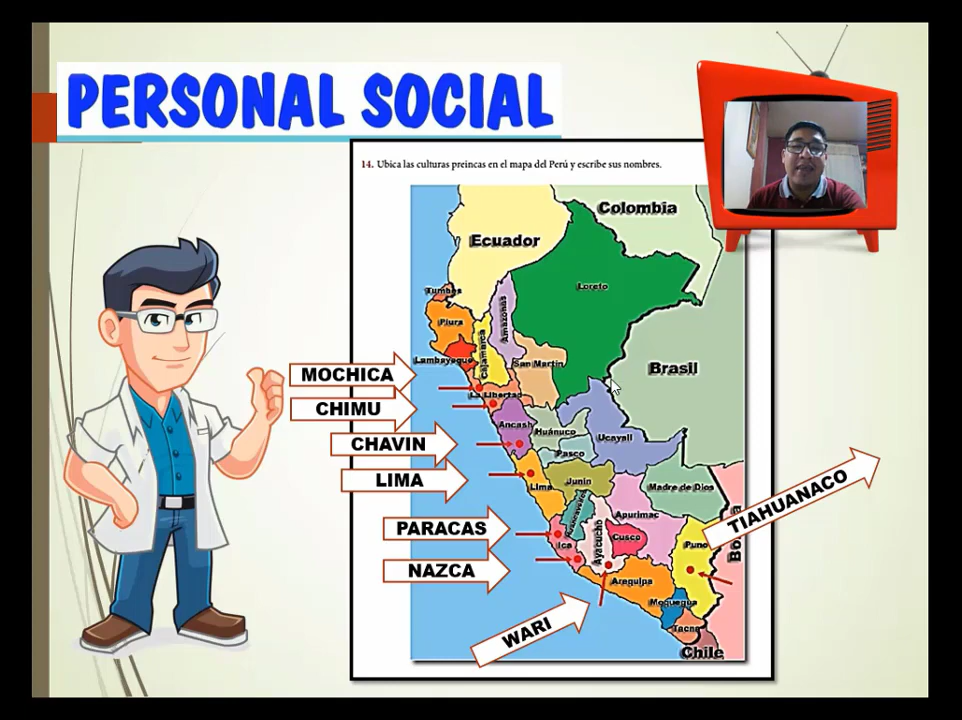 PERSONAL SOCIAL
14. Ubica las culturas preincas en el mapa del Perú y escribe sus nombres.
Colombia
Ecuador
Loreto
Tumbes
Amazonas
Piura
Cajamarca
Lambayeque
San Martín
Brasil
MOCHICA
La Libertad
CHIMU
Ancash
Huánuco
Ucayali
CHAVIN
Pasco
LIMA
Lima
Junín
Madre de Dios
TIAHUANACO
Apurimac
PARACAS
Ayacucho
Cusco
Ica
Puno
NAZCA
Arequipa
Moquegua
WARI
Tacna
Chile